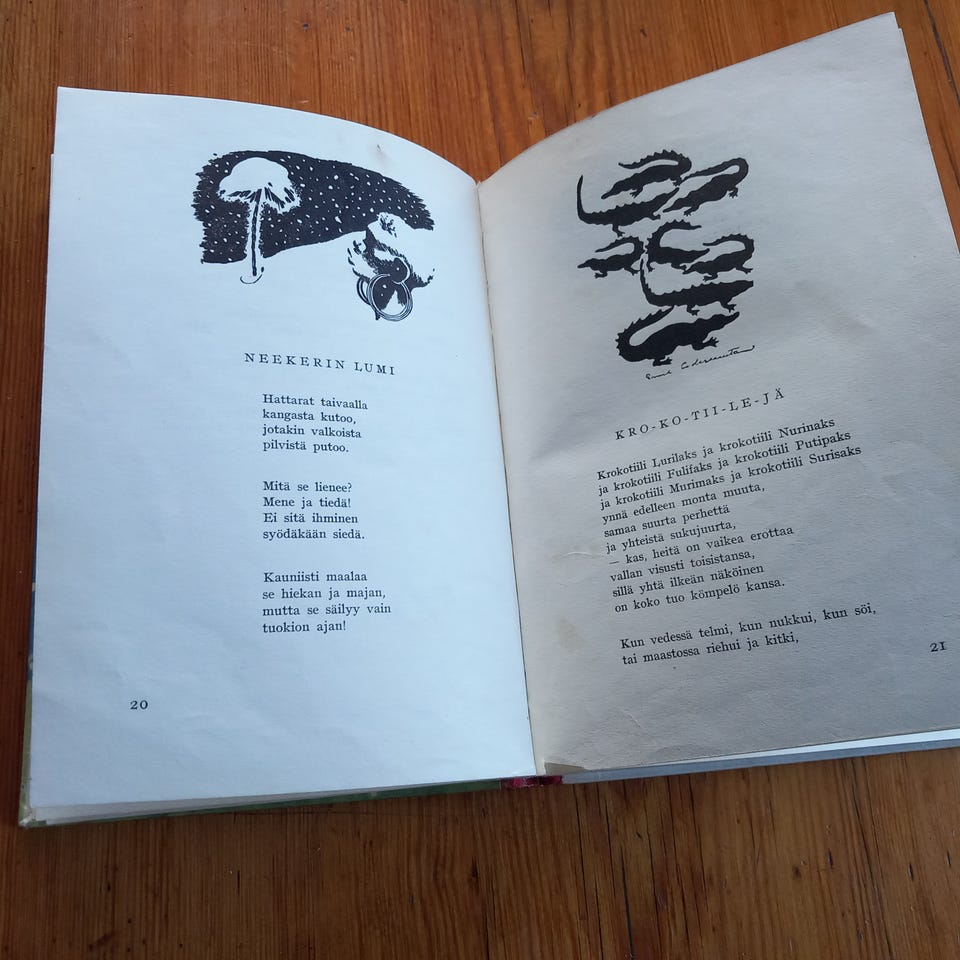 NEEKERIN LUMI
Hattarat taivaalla
kangasta kutoo,
jotakin valkoista
pilvistä putoo.
Mitä se lienee?
Mene ja tiedä!
Ei sitä ihminen
syödäkään siedä.
Kauniisti maalaa
se hiekan ja majan,
mutta se säilyy vain
tuokion ajan!
20
KRO-KO-TII-LE-JÄ
Krokotiili Lurilaks ja krokotiili Nurinaks
ja krokotiili Fulifaks ja krokotiili Putipaks
ja krokotiili Murimaks ja krokotiili Surisaks
ynnä edelleen monta muuta,
samaa suurta perhettä
ja yhteistä sukujuurta,
— kas, heitä on vaikea erottaa
vallan visusti toisistansa,
sillä yhtä ilkeän näköinen
on koko tuo kömpelö kansa.
Kun vedessä telmi, kun nukkui, kun söi,
tai maastossa riehui ja kitki,
21